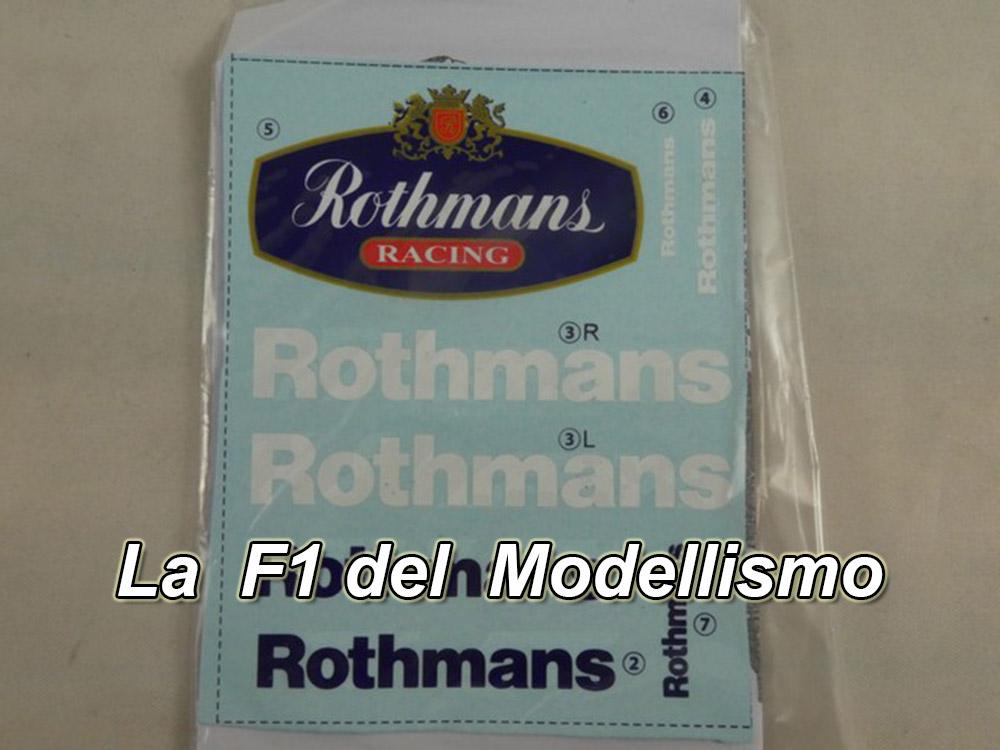 ⑤
⑥
④
Rothmans
RACING
Rothmans
Rothmans
③R
Rothmans
③L
Rothmans
La F1 del Modellismo
⑦
Rothmans ②